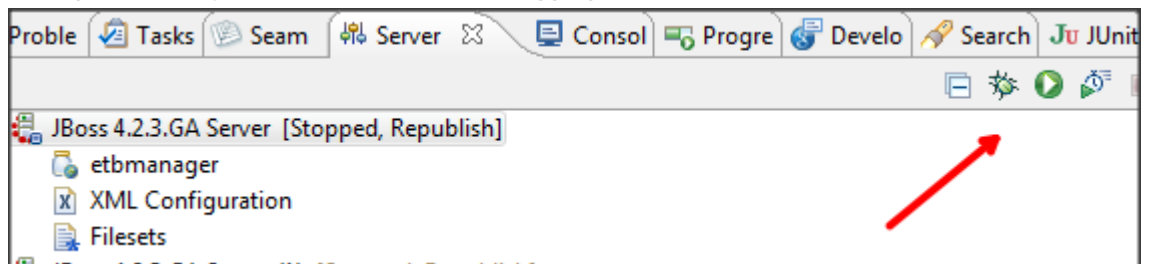 Proble Tasks Seam Server Consol Progre Develo Search Ju JUnit
JBoss 4.2.3.GA Server [Stopped, Republish]
etbmanager
XML Configuration
Filesets